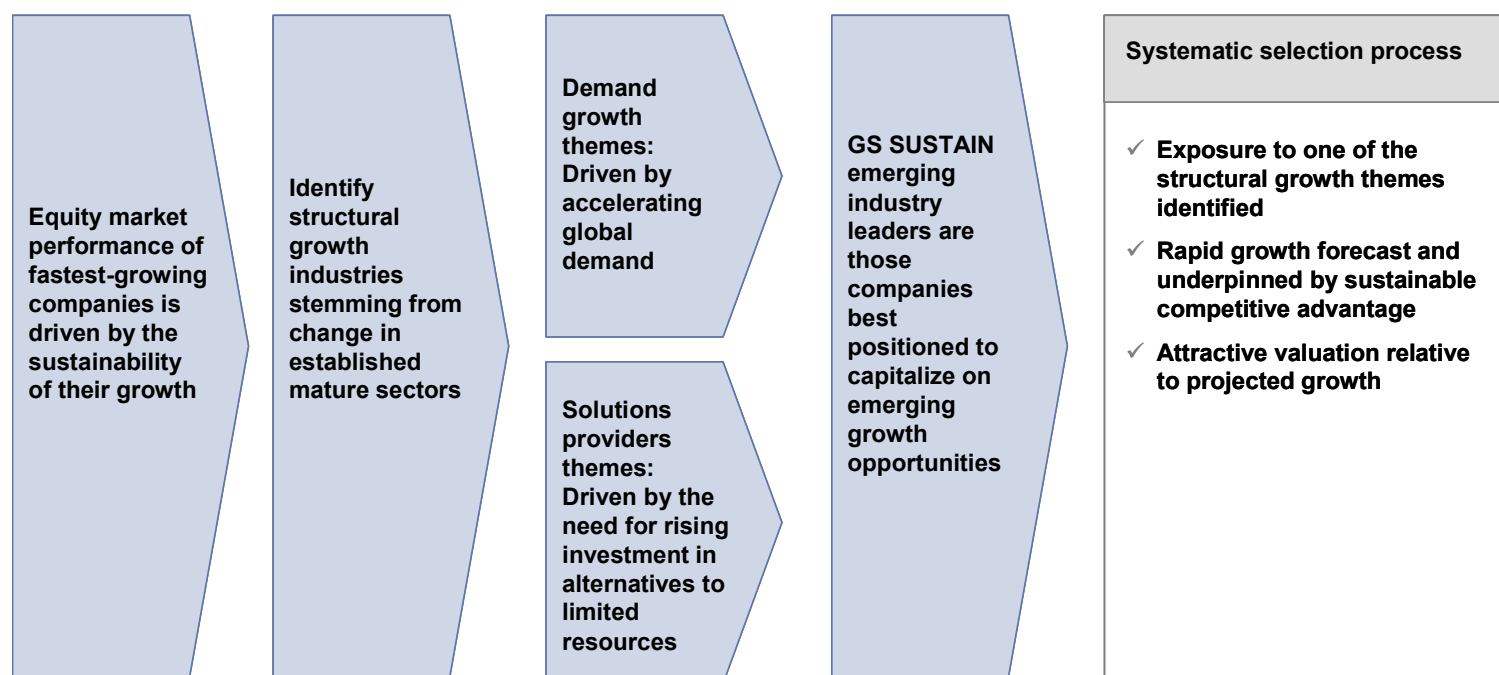 Equity market
performance of
fastest-growing
companies is
driven by the
sustainability
of their growth
Identify
structural
growth
industries
stemming from
change in
established
mature sectors
Demand
growth
themes:
Driven by
accelerating
global
demand
Solutions
providers
themes:
Driven by the
need for rising
investment in
alternatives to
limited
resources
GS SUSTAIN
emerging
industry
leaders are
those
companies
best
positioned to
capitalize on
emerging
growth
opportunities
Systematic selection process
✓ Exposure to one of the
structural growth themes
identified
✓ Rapid growth forecast and
underpinned by sustainable
competitive advantage
✓ Attractive valuation relative
to projected growth